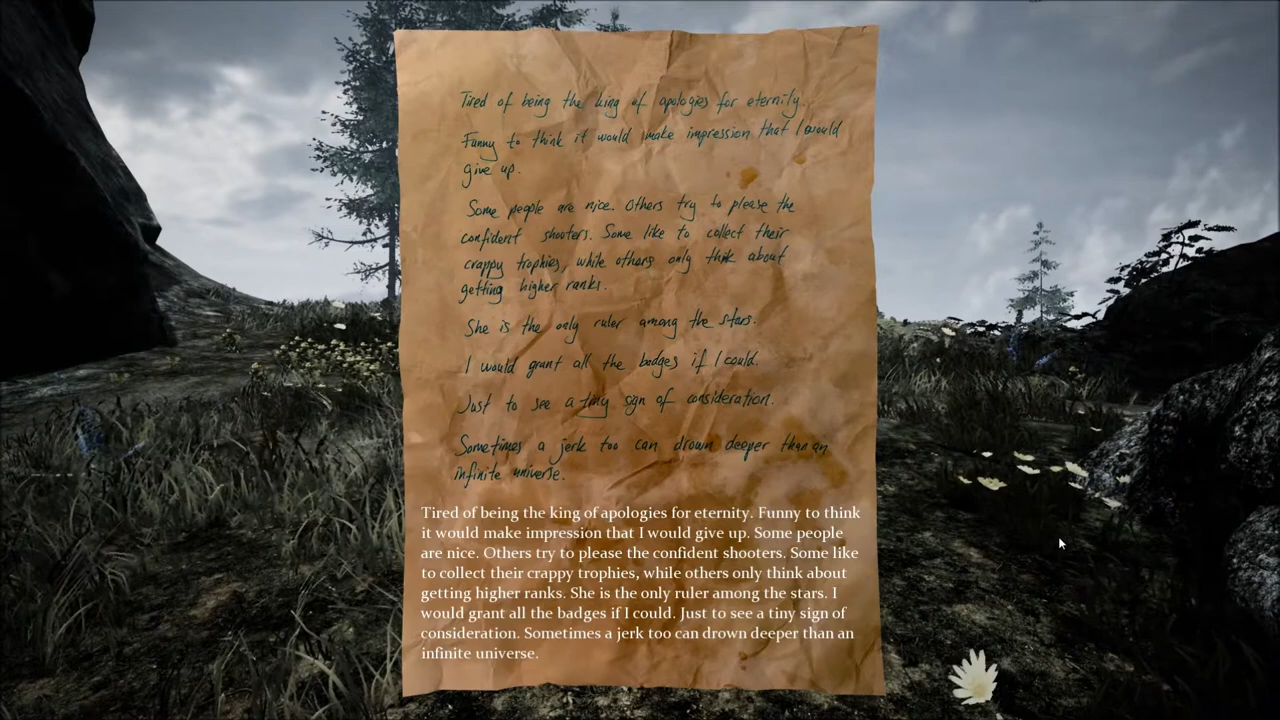 Tired of being the king of apologies for eternity.
Funny to think it would make impression that I would
give up.
Some people are nice. Others try to please the
confident shooters. Some like to collect their
crappy trophies, while others only think about
getting higher ranks.
She is the only ruler among the stars.
I would grant all the badges if I could.
Just to see a tiny sign of consideration.
Sometimes a jerk too can drown deeper than an
infinite universe.
Tired of being the king of apologies for eternity. Funny to think
it would make impression that I would give up. Some people
are nice. Others try to please the confident shooters. Some like
to collect their crappy trophies, while others only think about
getting higher ranks. She is the only ruler among the stars. I
would grant all the badges if I could. Just to see a tiny sign of
consideration. Sometimes a jerk too can drown deeper than an
infinite universe.